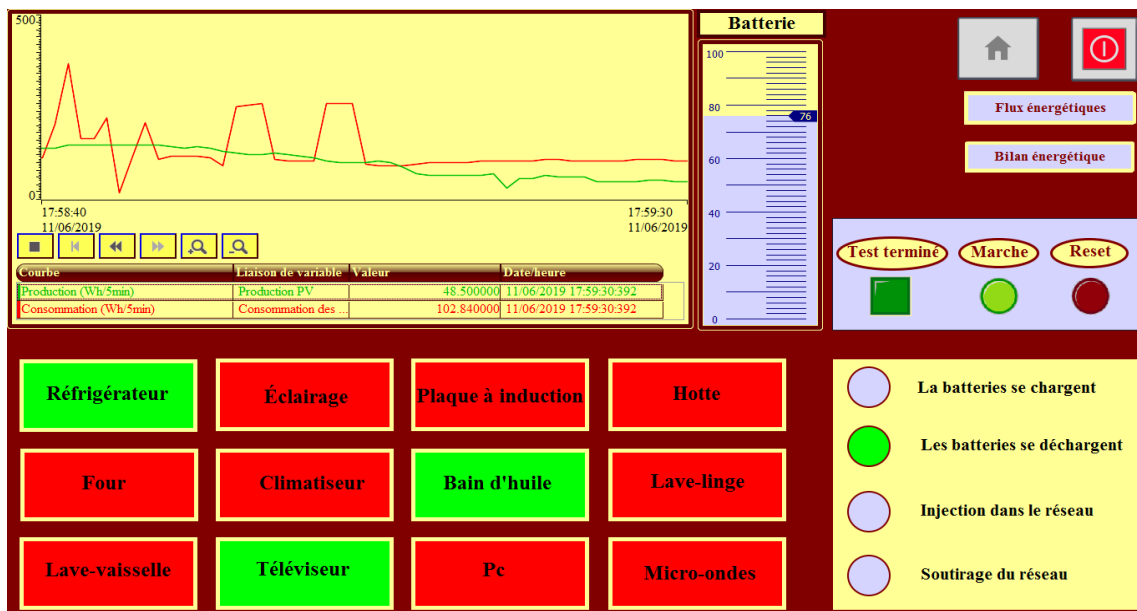 500
0
17:58:40
11/06/2019
17:59:30
11/06/2019
Courbe Liaison de variable Valeur Date/heure
Production (Wh/5min) Production PV 48.500000 11/06/2019 17:59:30:392
Consommation (Wh/5min) Consommation des ... 102.840000 11/06/2019 17:59:30:392
Batterie
100
80
76
60
40
20
0
Flux énergétiques
Bilan énergétique
Test terminé Marche Reset
Réfrigérateur Éclairage Plaque à induction Hotte
Four Climatiseur Bain d'huile Lave-linge
Lave-vaisselle Téléviseur Pc Micro-ondes
La batteries se chargent
Les batteries se déchargent
Injection dans le réseau
Soutirage du réseau